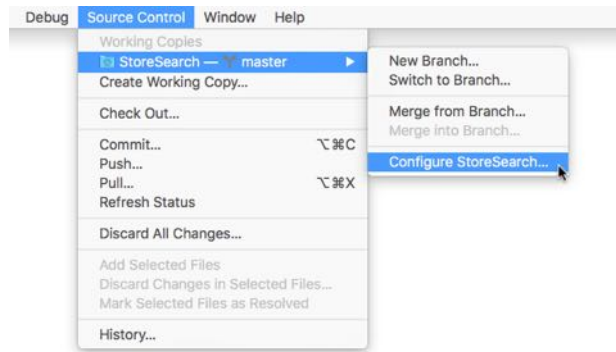 Debug Source Control Window Help
Working Copies
StoreSearch — master
Create Working Copy...
Check Out...
Commit... ⌥⌘C
Push...
Pull... ⌥⌘X
Refresh Status
Discard All Changes...
Add Selected Files
Discard Changes in Selected Files...
Mark Selected Files as Resolved
History...
New Branch...
Switch to Branch...
Merge from Branch...
Merge into Branch...
Configure StoreSearch...